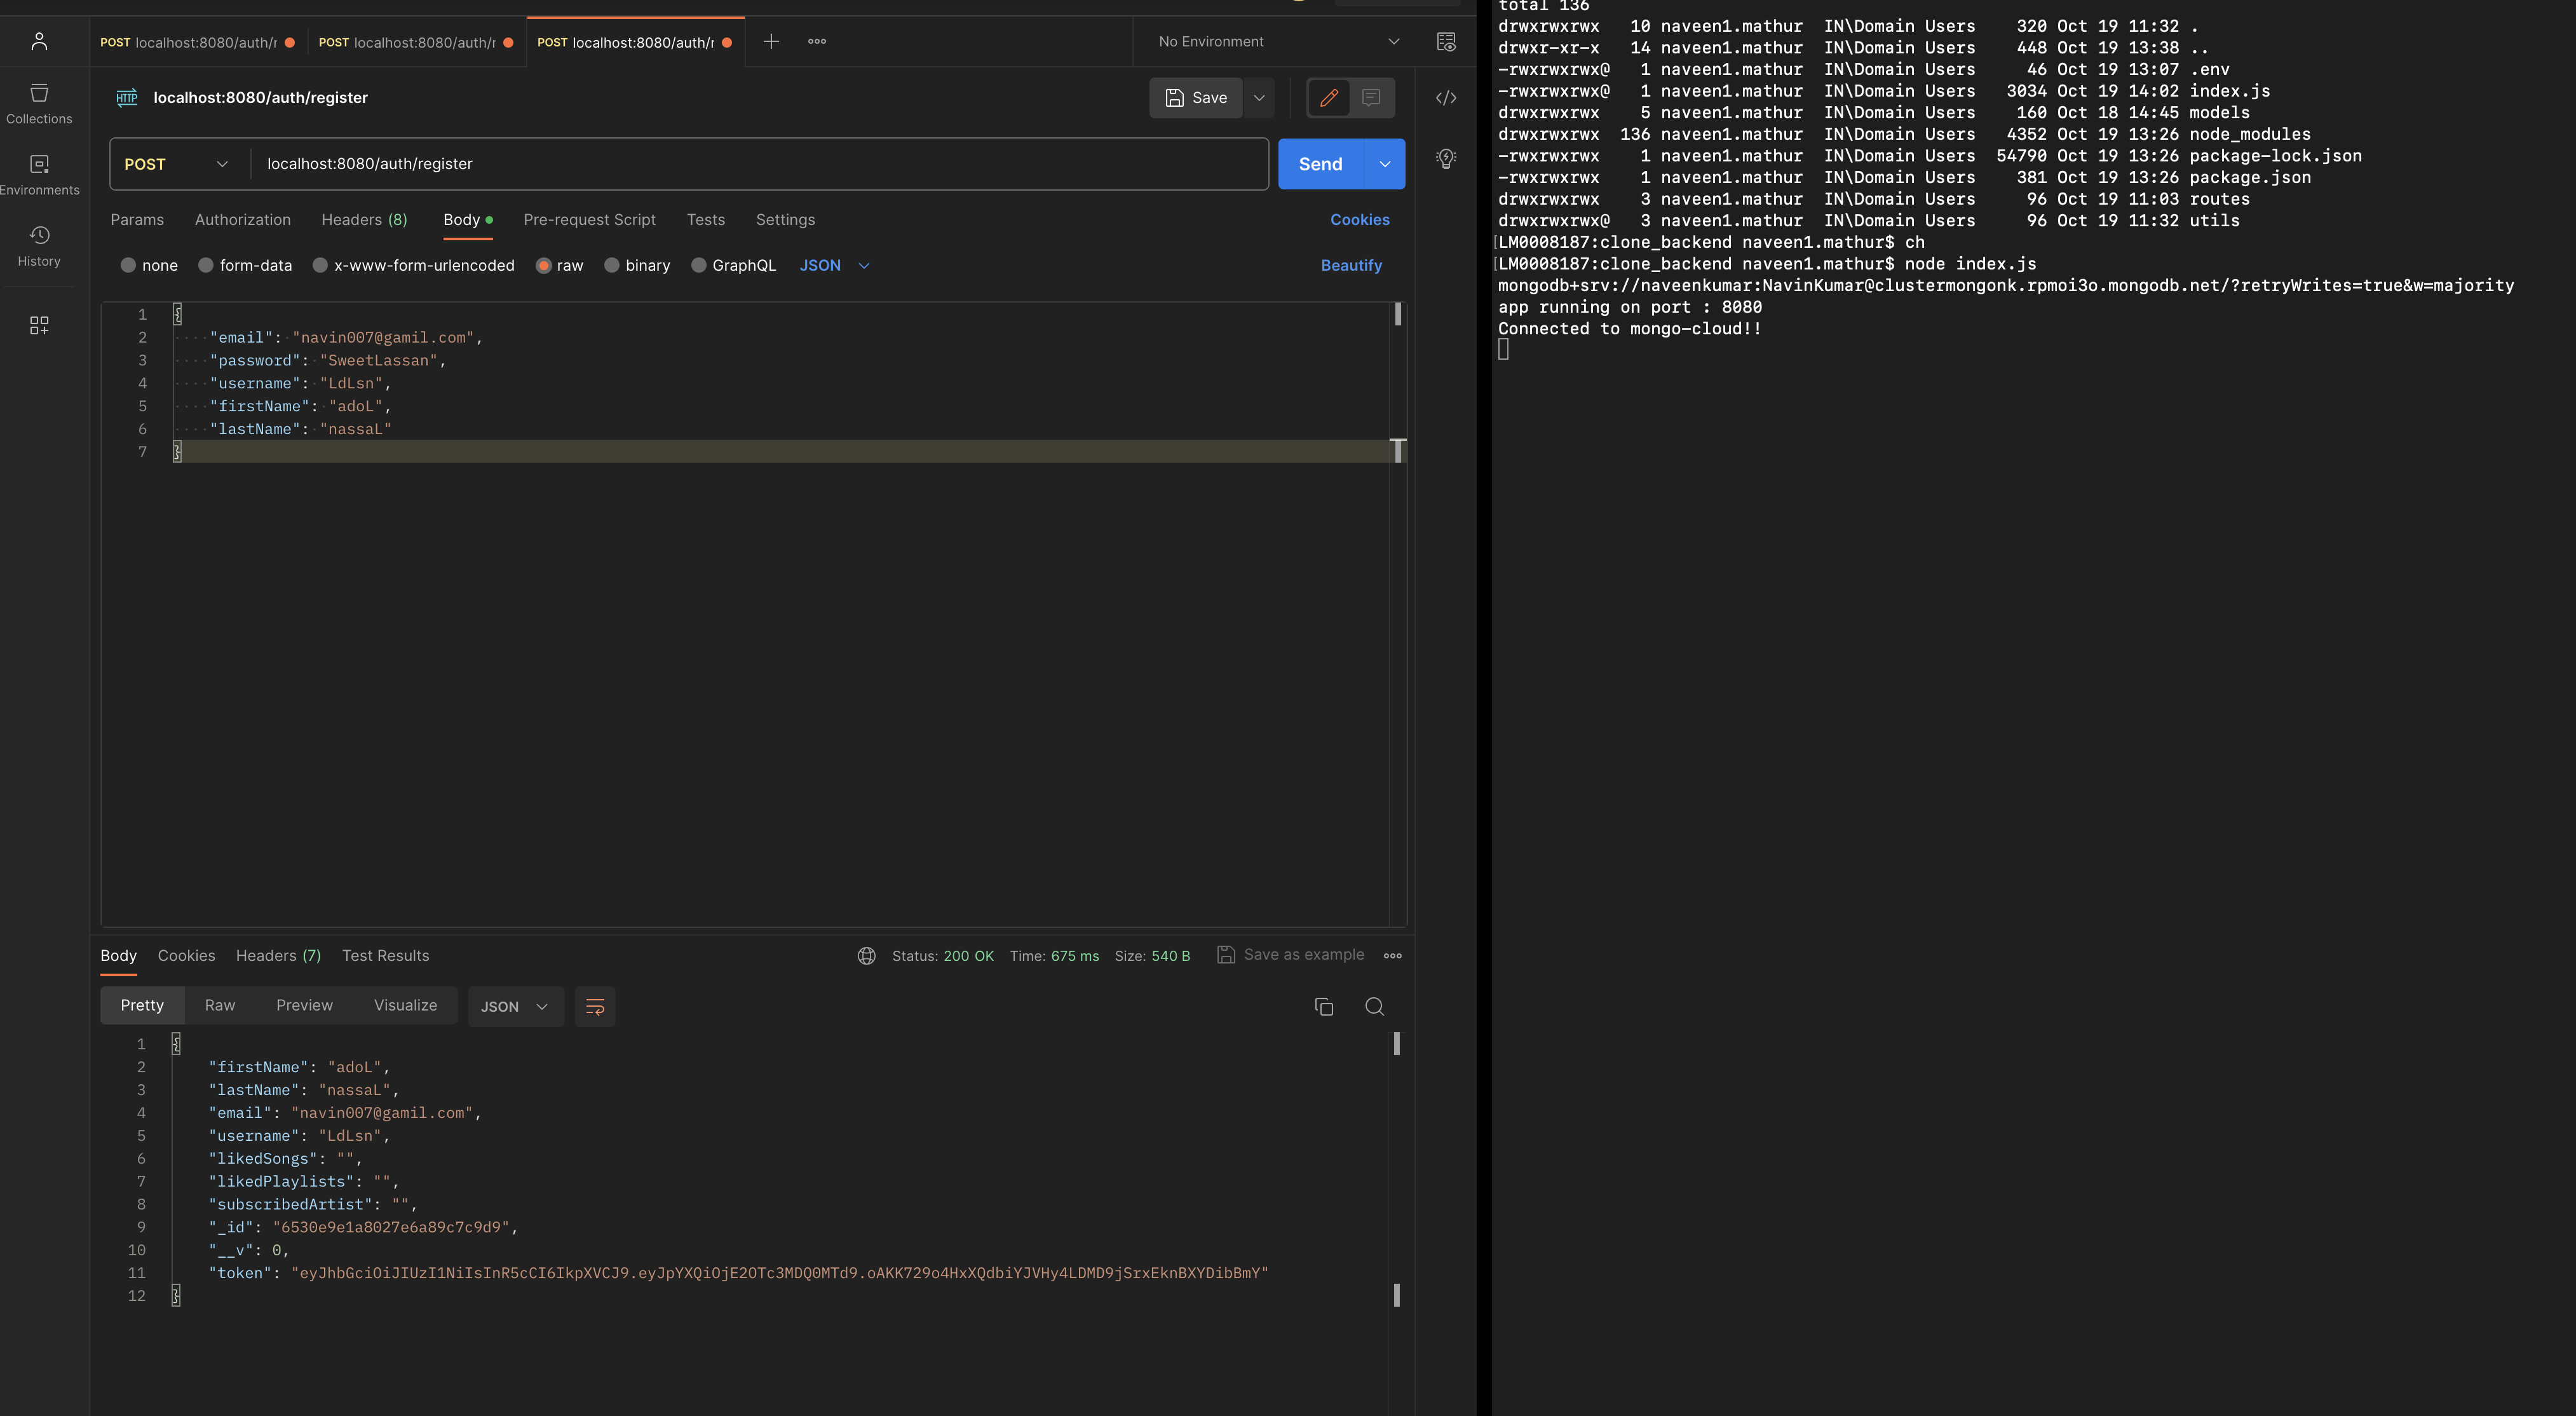 POST localhost:8080/auth/r POST localhost:8080/auth/r POST localhost:8080/auth/r No Environment
Collections
Environments
History
HTTP localhost:8080/auth/register Save
POST localhost:8080/auth/register Send
Params Authorization Headers (8) Body Pre-request Script Tests Settings Cookies
none form-data x-www-form-urlencoded raw binary GraphQL JSON Beautify
1 {
2 "email": "navin007@gamil.com",
3 "password": "SweetLassan",
4 "username": "LdLsn",
5 "firstName": "adoL",
6 "lastName": "nassaL"
7 }
Body Cookies Headers (7) Test Results Status: 200 OK Time: 675 ms Size: 540 B Save as example
Pretty Raw Preview Visualize JSON
1 {
2 "firstName": "adoL",
3 "lastName": "nassaL",
4 "email": "navin007@gamil.com",
5 "username": "LdLsn",
6 "likedSongs": "",
7 "likedPlaylists": "",
8 "subscribedArtist": "",
9 "_id": "6530e9e1a8027e6a89c7c9d9",
10 "__v": 0,
11 "token": "eyJhbGciOiJIUzI1NiIsInR5cCI6IkpXVCJ9.eyJpYXQiOjE2OTc3MDQ0MTd9.oAKK729o4HxXQdbiYJVHy4LDMD9jSrxEknBXYDibBmY"
12 }
total 136
drwxrwxrwx 10 naveen1.mathur IN\Domain Users 320 Oct 19 11:32 .
drwxr-xr-x 14 naveen1.mathur IN\Domain Users 448 Oct 19 13:38 ..
-rwxrwxrwx@ 1 naveen1.mathur IN\Domain Users 46 Oct 19 13:07 .env
-rwxrwxrwx@ 1 naveen1.mathur IN\Domain Users 3034 Oct 19 14:02 index.js
drwxrwxrwx 5 naveen1.mathur IN\Domain Users 160 Oct 18 14:45 models
drwxrwxrwx 136 naveen1.mathur IN\Domain Users 4352 Oct 19 13:26 node_modules
-rwxrwxrwx 1 naveen1.mathur IN\Domain Users 54790 Oct 19 13:26 package-lock.json
-rwxrwxrwx 1 naveen1.mathur IN\Domain Users 381 Oct 19 13:26 package.json
drwxrwxrwx 3 naveen1.mathur IN\Domain Users 96 Oct 19 11:03 routes
drwxrwxrwx@ 3 naveen1.mathur IN\Domain Users 96 Oct 19 11:32 utils
[LM0008187:clone_backend naveen1.mathur$ ch
[LM0008187:clone_backend naveen1.mathur$ node index.js
mongodb+srv://naveenkumar:NavinKumar@clustermongonk.rpmoi3o.mongodb.net/?retryWrites=true&w=majority
app running on port : 8080
Connected to mongo-cloud!!